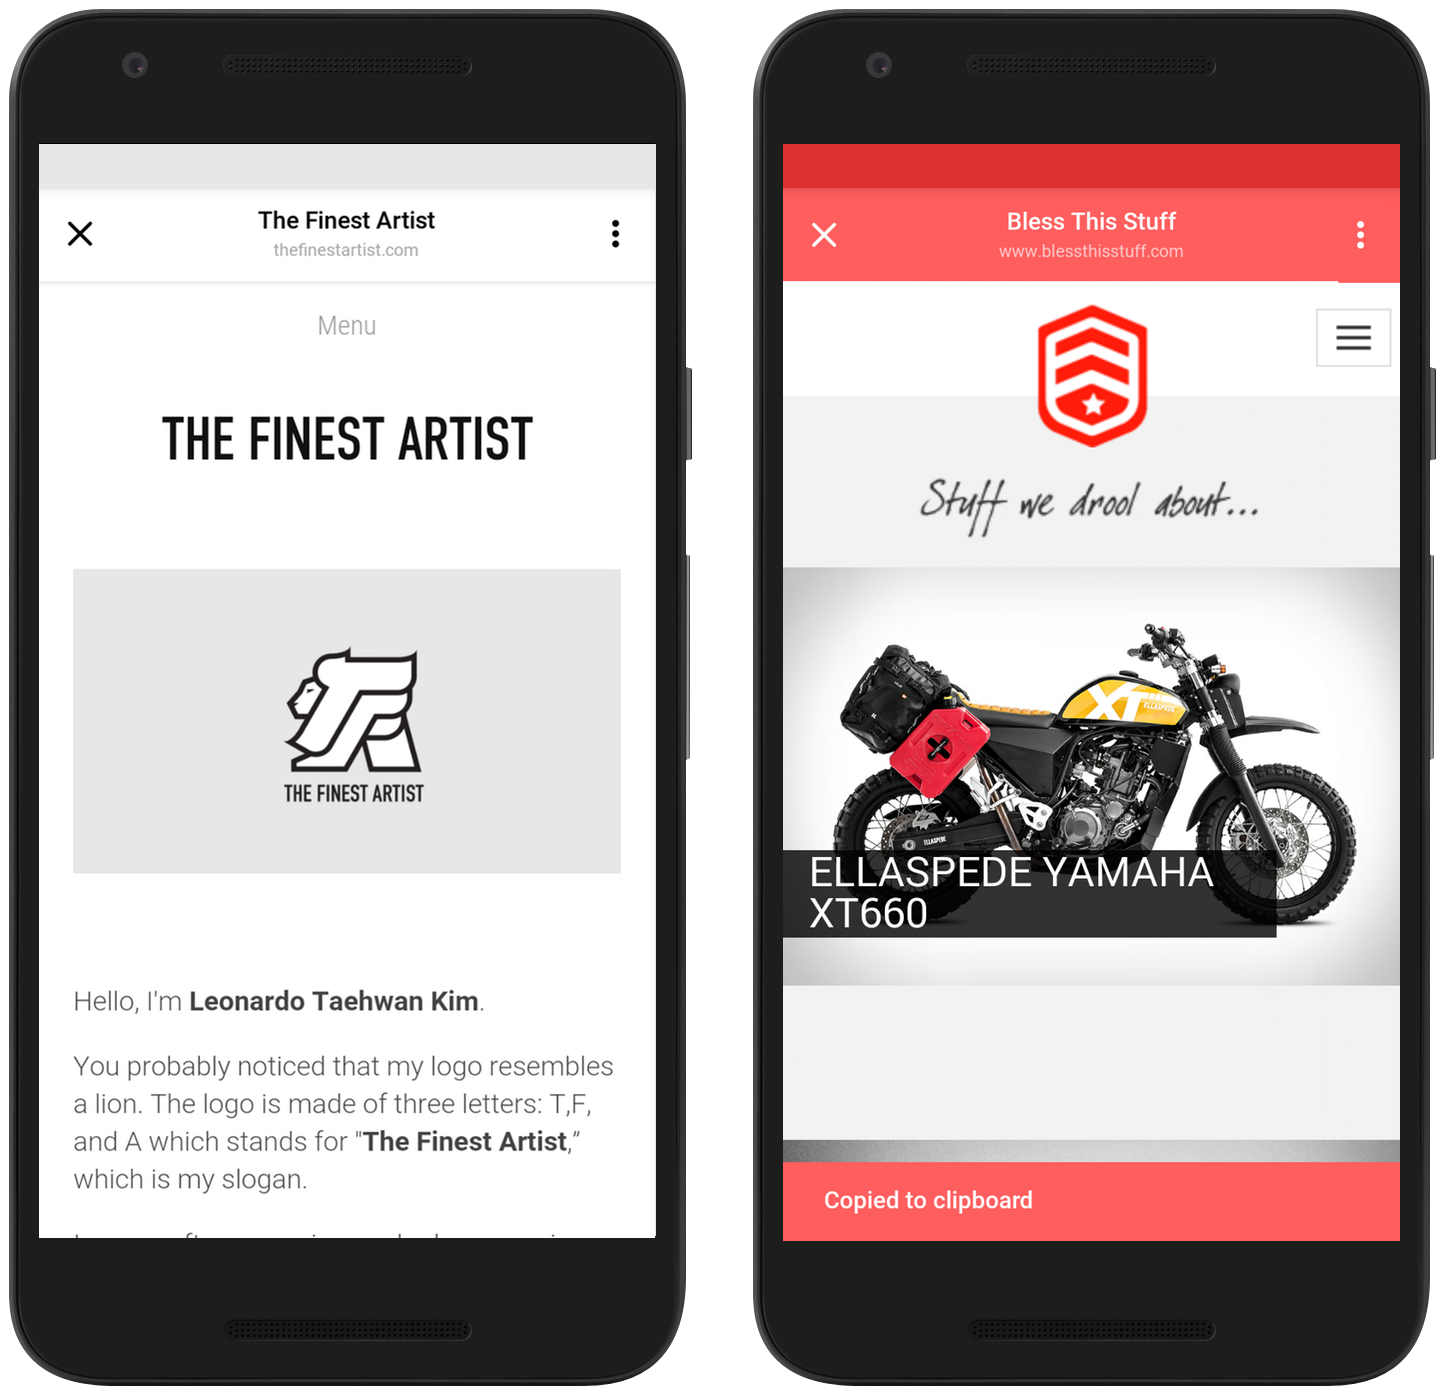 The Finest Artist
thefinestartist.com
Menu
THE FINEST ARTIST
THE FINEST ARTIST
Hello, I'm Leonardo Taehwan Kim.
You probably noticed that my logo resembles
a lion. The logo is made of three letters: T,F,
and A which stands for "The Finest Artist,”
which is my slogan.
Bless This Stuff
www.blessthisstuff.com
Stuff we drool about...
XT
ELLASPEDE
ELLASPEDE
ELLASPEDE YAMAHA
XT660
Copied to clipboard